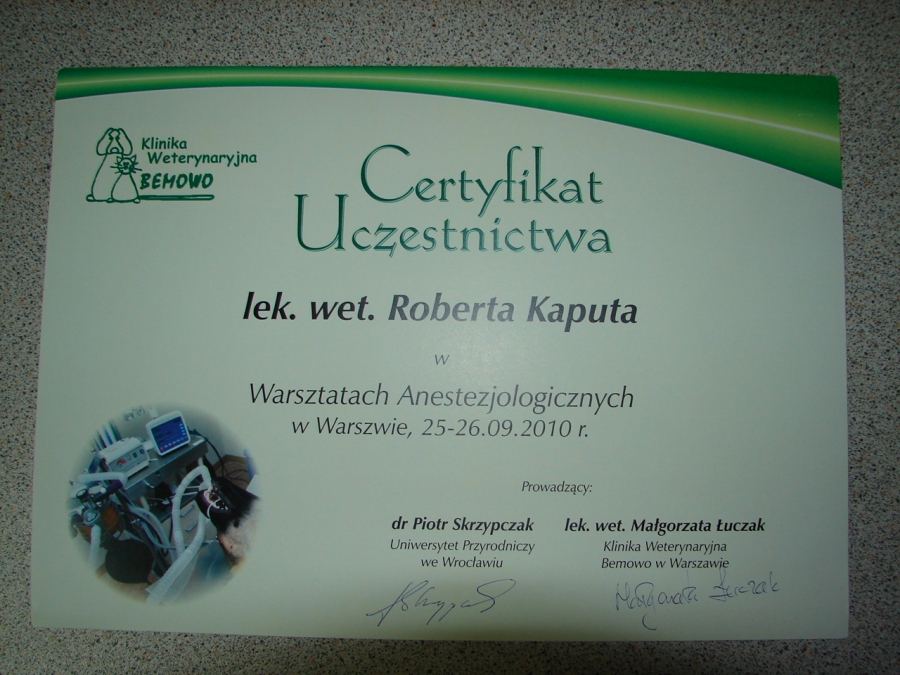 Klinika
Weterynaryjna
BEMOWO
Certyfikat
Uczestnictwa
lek. wet. Roberta Kaputa
w
Warsztatach Anestezjologicznych
w Warszwie, 25-26.09.2010 r.
Prowadzący:
dr Piotr Skrzypczak
Uniwersytet Przyrodniczy
we Wrocławiu
lek. wet. Małgorzata Łuczak
Klinika Weterynaryjna
Bemowo w Warszawie
Małgorzata Łuczak